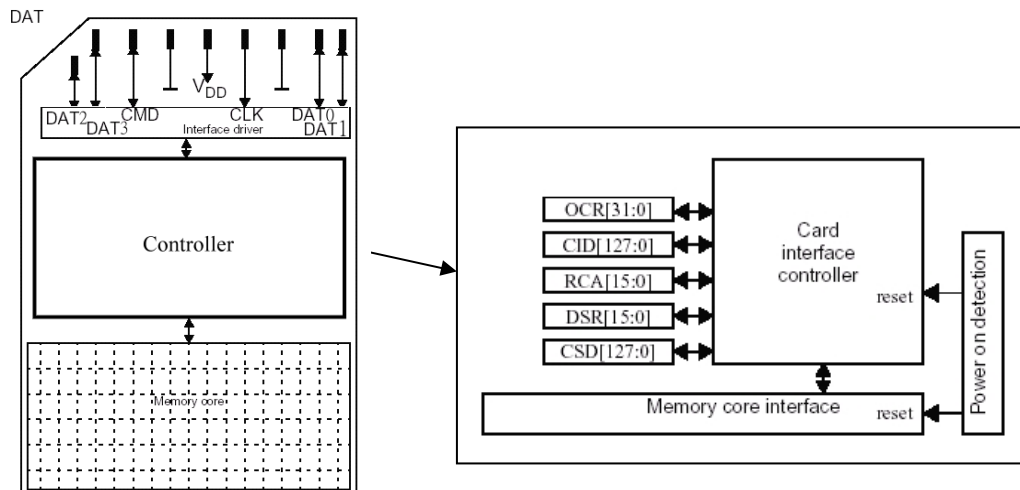 DAT
V_DD
DAT2
DAT3
CMD
CLK
DAT0
DAT1
Interface driver
Controller
Memory core
OCR[31:0]
CID[127:0]
RCA[15:0]
DSR[15:0]
CSD[127:0]
Card
interface
controller
reset
Memory core interface
reset
Power on detection